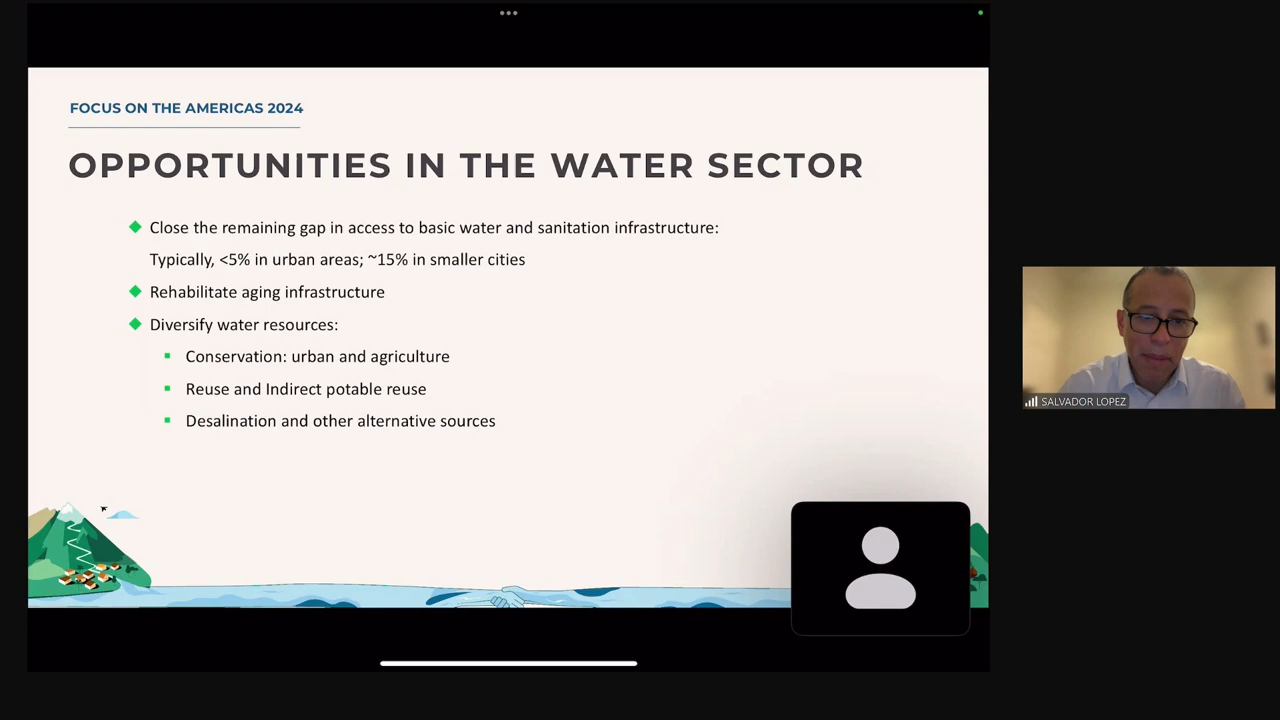 FOCUS ON THE AMERICAS 2024
OPPORTUNITIES IN THE WATER SECTOR
Close the remaining gap in access to basic water and sanitation infrastructure:
Typically, <5% in urban areas; ~15% in smaller cities
Rehabilitate aging infrastructure
Diversify water resources:
Conservation: urban and agriculture
Reuse and Indirect potable reuse
Desalination and other alternative sources
SALVADOR LOPEZ